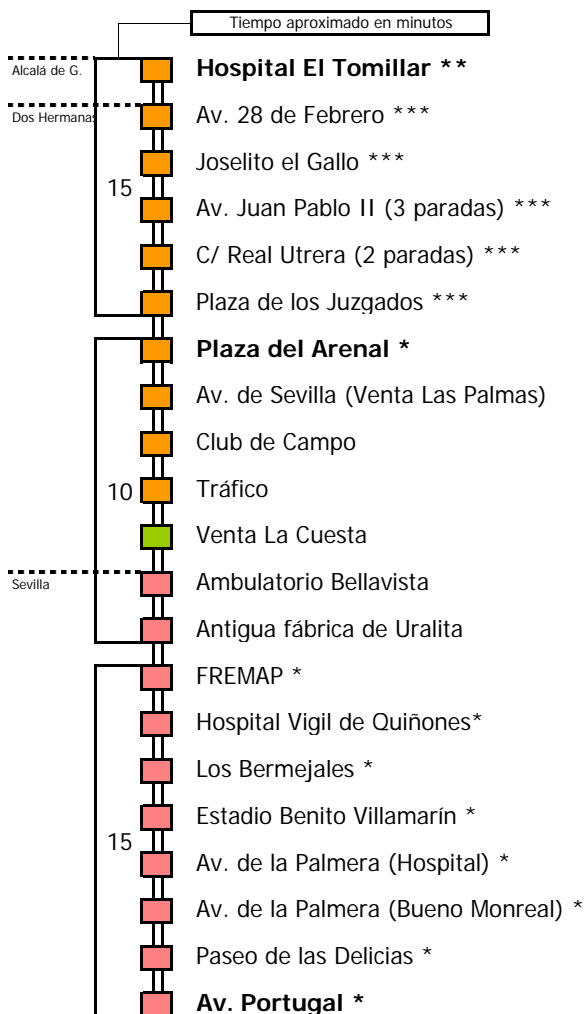 Tiempo aproximado en minutos
Alcalá de G.
Hospital El Tomillar **
Dos Hermanas
Av. 28 de Febrero ***
Joselito el Gallo ***
15
Av. Juan Pablo II (3 paradas) ***
C/ Real Utrera (2 paradas) ***
Plaza de los Juzgados ***
Plaza del Arenal *
Av. de Sevilla (Venta Las Palmas)
Club de Campo
10
Tráfico
Venta La Cuesta
Sevilla
Ambulatorio Bellavista
Antigua fábrica de Uralita
FREMAP *
Hospital Vigil de Quiñones*
Los Bermejales *
Estadio Benito Villamarín *
15
Av. de la Palmera (Hospital) *
Av. de la Palmera (Bueno Monreal) *
Paseo de las Delicias *
Av. Portugal *